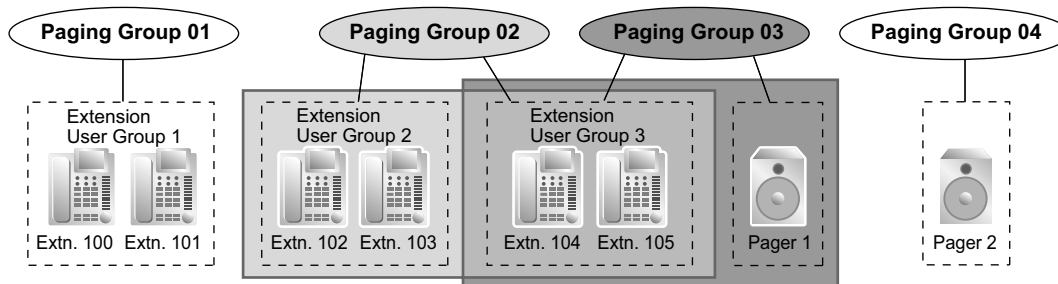 Paging Group 01
Paging Group 02
Paging Group 03
Paging Group 04
Extension
User Group 1
Extension
User Group 2
Extension
User Group 3
Extn. 100
Extn. 101
Extn. 102
Extn. 103
Extn. 104
Extn. 105
Pager 1
Pager 2